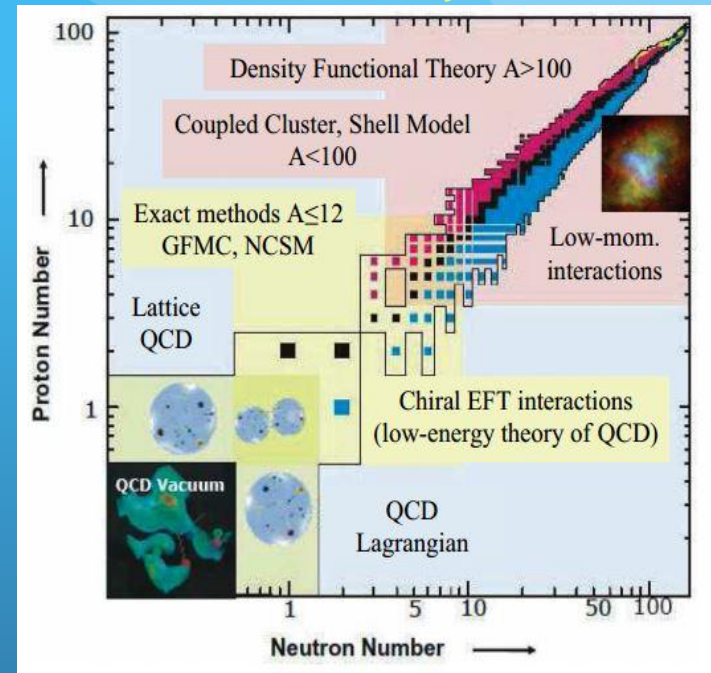 100
Density Functional Theory A>100
Coupled Cluster, Shell Model
A<100
10
Exact methods A≤12
GFMC, NCSM
Low-mom.
interactions
Lattice
QCD
Proton Number
1
Chiral EFT interactions
(low-energy theory of QCD)
QCD Vacuum
QCD
Lagrangian
1
5
10
50
100
Neutron Number